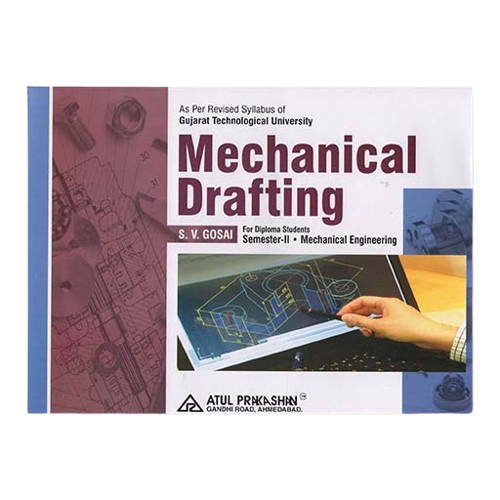 As Per Revised Syllabus of
Gujarat Technological University
Mechanical
Drafting
S. V. GOSAI
For Diploma Students
Semester-II • Mechanical Engineering
ATUL PRAKASHAN
GANDHI ROAD, AHMEDABAD.